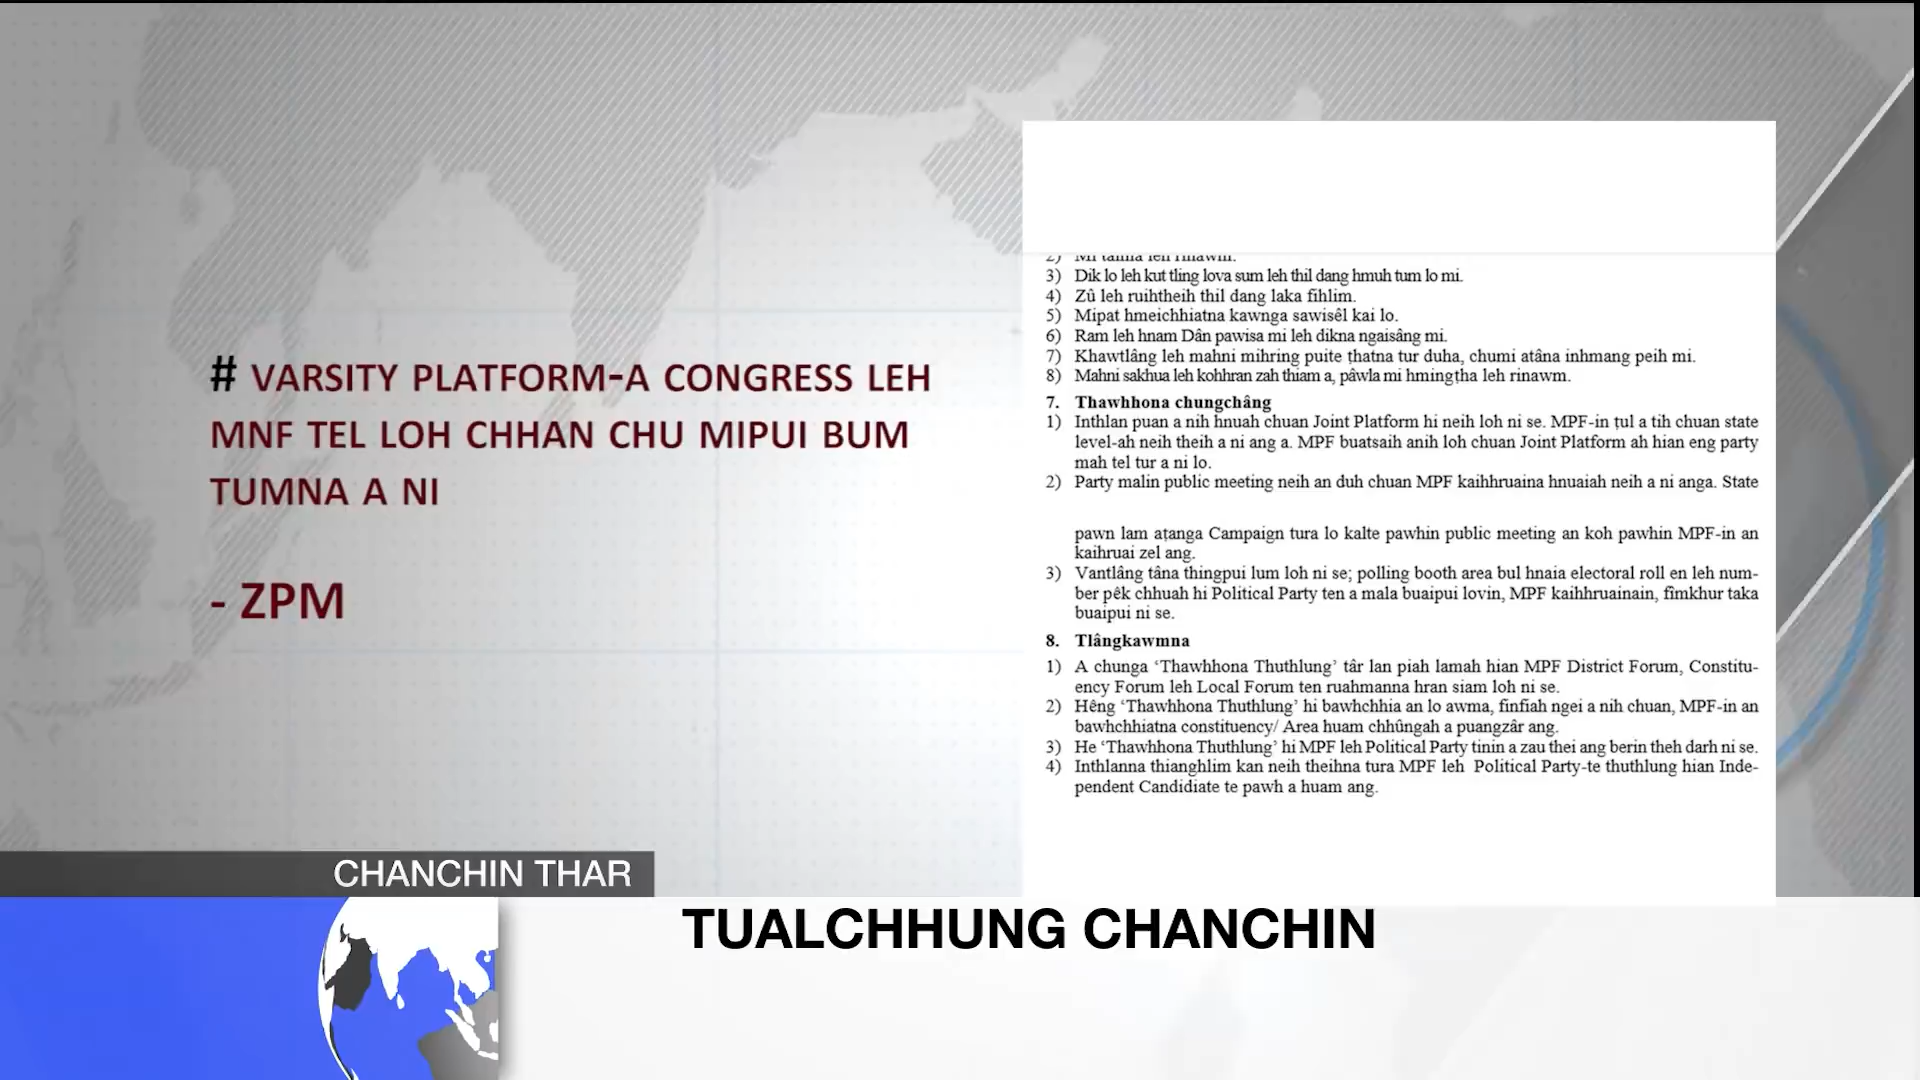 # VARSITY PLATFORM-A CONGRESS LEH
MNF TEL LOH CHHAN CHU MIPUI BUM
TUMNA A NI
- ZPM
3) Dik lo leh kut tling lova sum leh thil dang hmuh tum lo mi.
4) Zû leh ruihtheih thil dang laka fihlim.
5) Mipat hmeichhiatna kawnga sawisêl kai lo.
6) Ram leh hnam Dân pawisa mi leh dikna ngaisâng mi.
7) Khawtlâng leh mahni mihring puite ṭhatna tur duha, chumi atâna inhmang peih mi.
8) Mahni sakhua leh kohhran zah thiam a, pâwla mi hmingṭha leh rinawm.
7. Thawhhona chungchâng
1) Inthlan puan a nih hnuah chuan Joint Platform hi neih loh ni se. MPF-in ṭul a tih chuan state
level-ah neih theih a ni ang a. MPF buatsaih anih loh chuan Joint Platform ah hian eng party
mah tel tur a ni lo.
2) Party malin public meeting neih an duh chuan MPF kaihhruaina hnuaiah neih a ni anga. State
pawn lam aṭanga Campaign tura lo kalte pawhin public meeting an koh pawhin MPF-in an
kaihruai zel ang.
3) Vantlâng tâna thingpui lum loh ni se; polling booth area bul hnaia electoral roll en leh num-
ber pêk chhuah hi Political Party ten a mala buaipui lovin, MPF kaihhruainain, fîmkhur taka
buaipui ni se.
8. Tlângkawmna
1) A chunga ‘Thawhhona Thuthlung’ târ lan piah lamah hian MPF District Forum, Constitu-
ency Forum leh Local Forum ten ruahmanna hran siam loh ni se.
2) Hêng ‘Thawhhona Thuthlung’ hi bawhchhia an lo awma, finfiah ngei a nih chuan, MPF-in an
bawhchhiatna constituency/ Area huam chhûngah a puangzâr ang.
3) He ‘Thawhhona Thuthlung’ hi MPF leh Political Party tinin a zau thei ang berin theh darh ni se.
4) Inthlanna thianghlim kan neih theihna tura MPF leh Political Party-te thuthlung hian Inde-
pendent Candidiate te pawh a huam ang.
CHANCHIN THAR
TUALCHHUNG CHANCHIN